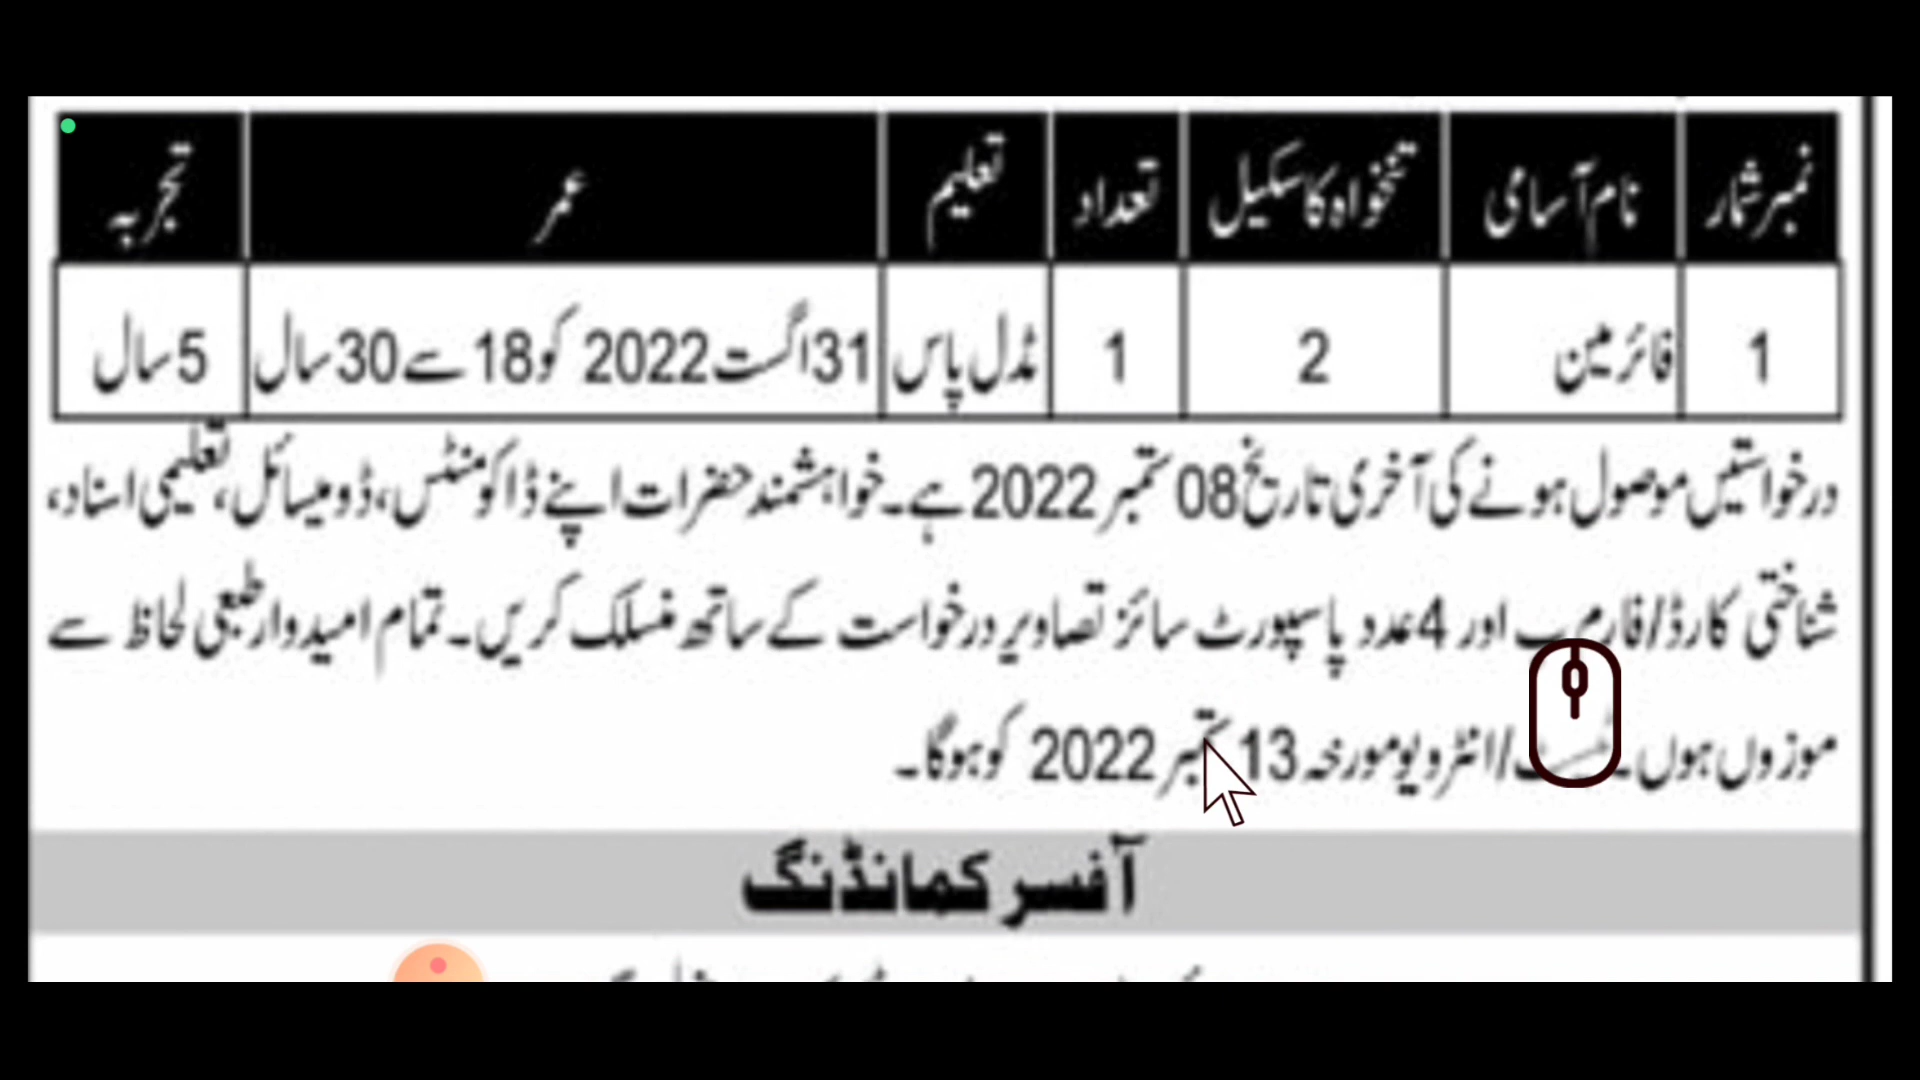 نمبر شمار نام آسامی تنخواہ کا سکیل تعداد تعلیم عمر تجربہ
1 فائر مین 2 1 مڈل پاس 31 اگست 2022 کو 18 سے 30 سال 5 سال
درخواستیں موصول ہونے کی آخری تاریخ 08 ستمبر 2022 ہے۔ خواہشمند حضرات اپنے ڈاکومنٹس، ڈومیسائل، تعلیمی اسناد،
شناختی کارڈ/فارم ب اور 4 عدد پاسپورٹ سائز تصاویر درخواست کے ساتھ منسلک کریں۔ تمام امیدوار طبعی لحاظ سے
موزوں ہوں۔ ٹیسٹ/انٹرویو مورخہ 13 ستمبر 2022 کو ہوگا۔
آفسر کمانڈنگ